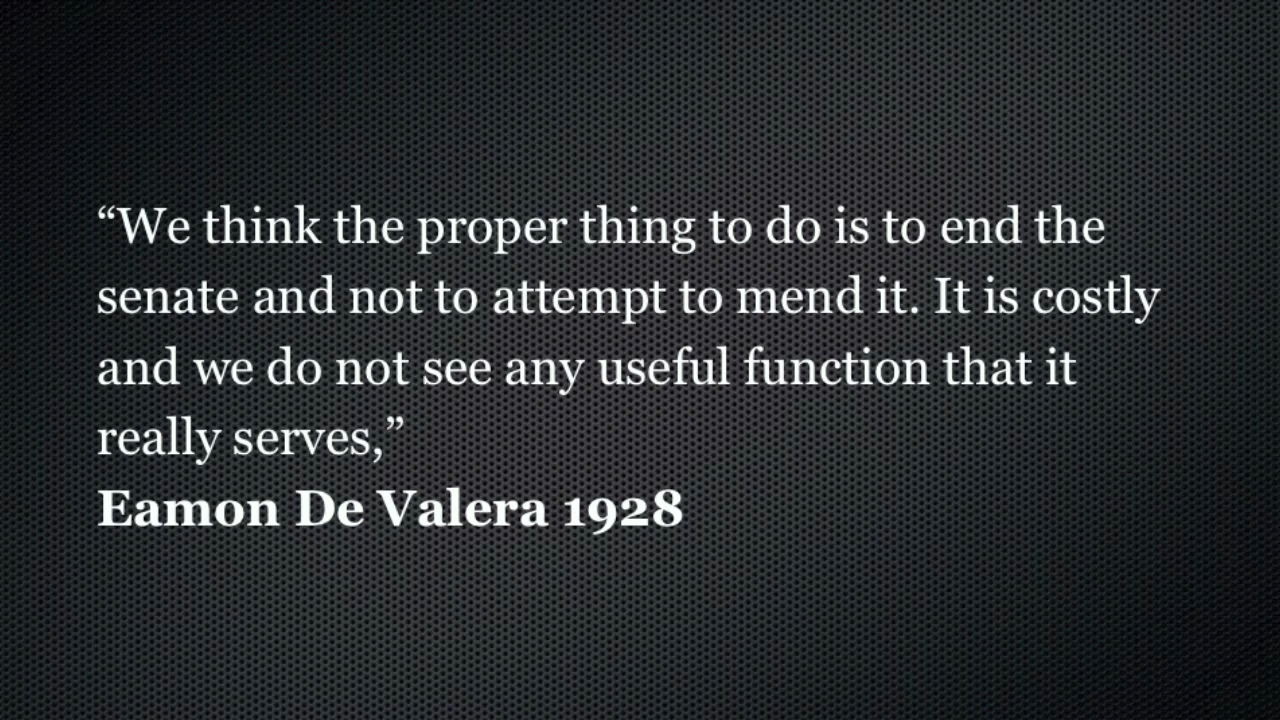 “We think the proper thing to do is to end the
senate and not to attempt to mend it. It is costly
and we do not see any useful function that it
really serves,”
Eamon De Valera 1928